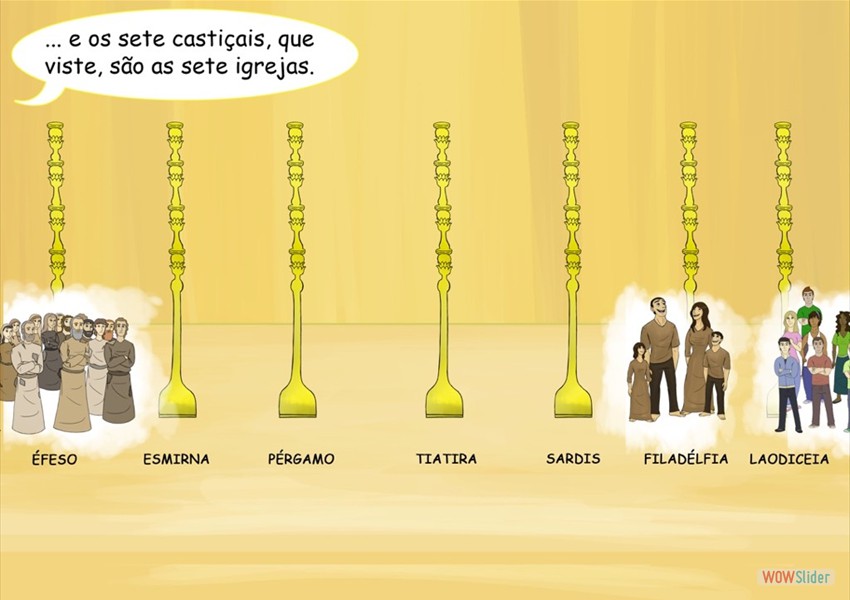 ... e os sete castiçais, que
viste, são as sete igrejas.
ÉFESO ESMIRNA PÉRGAMO TIATIRA SARDIS FILADÉLFIA LAODICEIA
WOWSlider